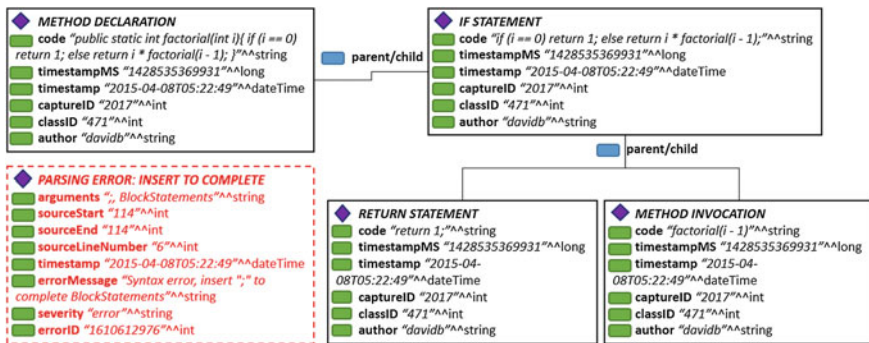 METHOD DECLARATION
code “public static int factorial(int i){ if (i == 0)
return 1; else return i * factorial(i - 1); }”^^string
timestampMS “1428535369931”^^long
timestamp “2015-04-08T05:22:49”^^dateTime
captureID “2017”^^int
classID “471”^^int
author “davidb”^^string
parent/child
IF STATEMENT
code “if (i == 0) return 1; else return i * factorial(i - 1);”^^string
timestampMS “1428535369931”^^long
timestamp “2015-04-08T05:22:49”^^dateTime
captureID “2017”^^int
classID “471”^^int
author “davidb”^^string
parent/child
PARSING ERROR: INSERT TO COMPLETE
arguments “;, BlockStatements”^^string
sourceStart “114”^^int
sourceEnd “114”^^int
sourceLineNumber “6”^^int
timestamp “2015-04-08T05:22:49”^^dateTime
errorMessage “Syntax error, insert ";" to
complete BlockStatements”^^string
severity “error”^^string
errorID “1610612976”^^int
RETURN STATEMENT
code “return 1;”^^string
timestampMS “1428535369931”^^long
timestamp “2015-04-
08T05:22:49”^^dateTime
captureID “2017”^^int
classID “471”^^int
author “davidb”^^string
METHOD INVOCATION
code “factorial(i - 1)”^^string
timestampMS “1428535369931”^^long
timestamp “2015-04-
08T05:22:49”^^dateTime
captureID “2017”^^int
classID “471”^^int
author “davidb”^^string